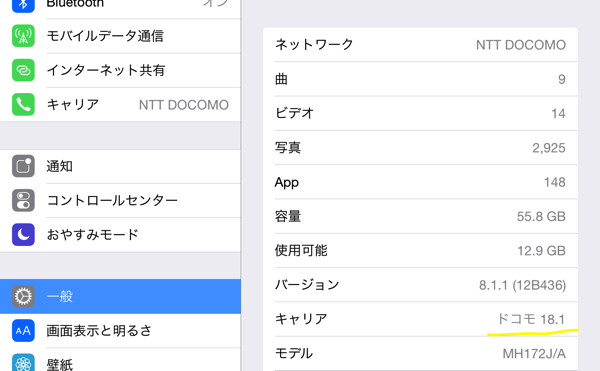 Bluetooth オン
モバイルデータ通信
インターネット共有
キャリア NTT DOCOMO
通知
コントロールセンター
おやすみモード
一般
画面表示と明るさ
壁紙
ネットワーク NTT DOCOMO
曲 9
ビデオ 14
写真 2,925
App 148
容量 55.8 GB
使用可能 12.9 GB
バージョン 8.1.1 (12B436)
キャリア ドコモ 18.1
モデル MH172J/A